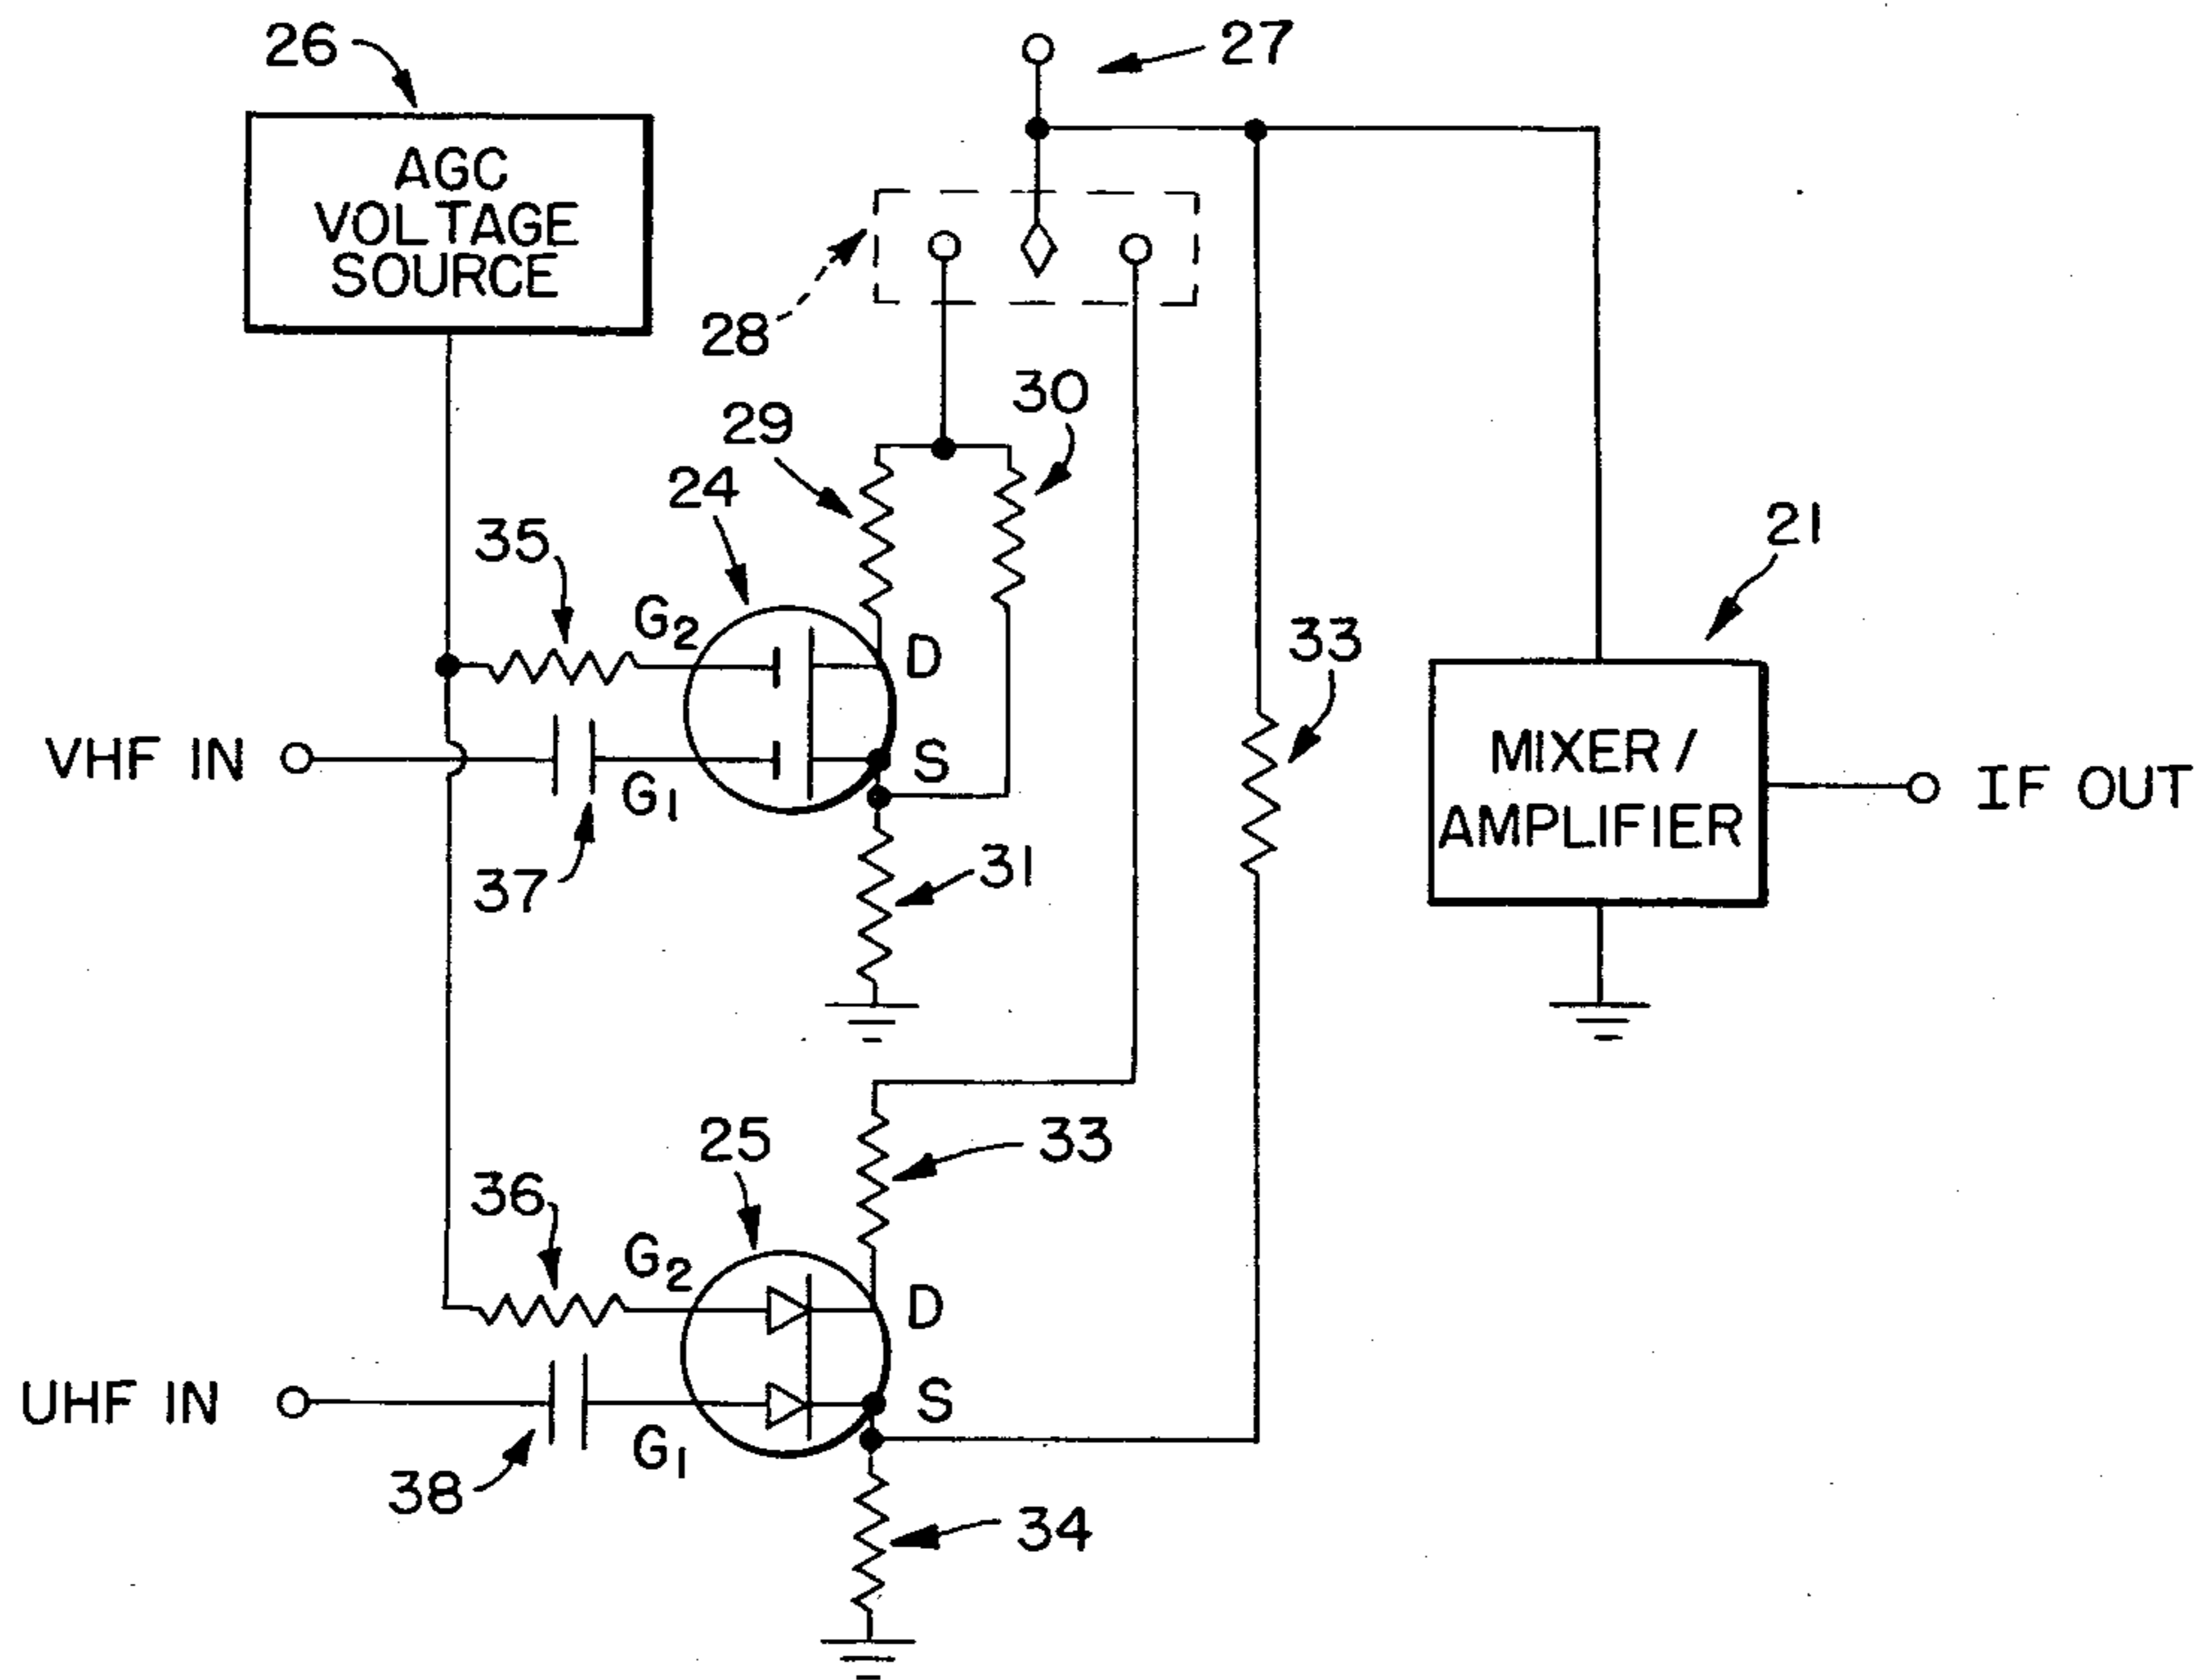 26
27
AGC
VOLTAGE
SOURCE
28
30
29
24
21
35
G2
33
D
VHF IN
S
MIXER /
AMPLIFIER
IF OUT
G1
37
31
25
33
36
G2
D
UHF IN
S
G1
38
34